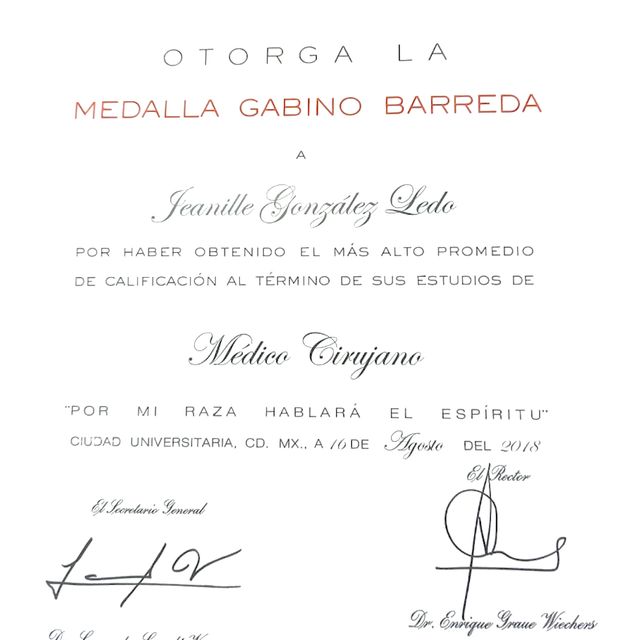 OTORGA LA
MEDALLA GABINO BARREDA
A
Jeanille González Ledo
POR HABER OBTENIDO EL MÁS ALTO PROMEDIO
DE CALIFICACIÓN AL TÉRMINO DE SUS ESTUDIOS DE
Médico Cirujano
"POR MI RAZA HABLARÁ EL ESPÍRITU"
CIUDAD UNIVERSITARIA, CD. MX., A 16 DE Agosto DEL 2018
El Rector
El Secretario General
Dr. Enrique Graue Wiechers